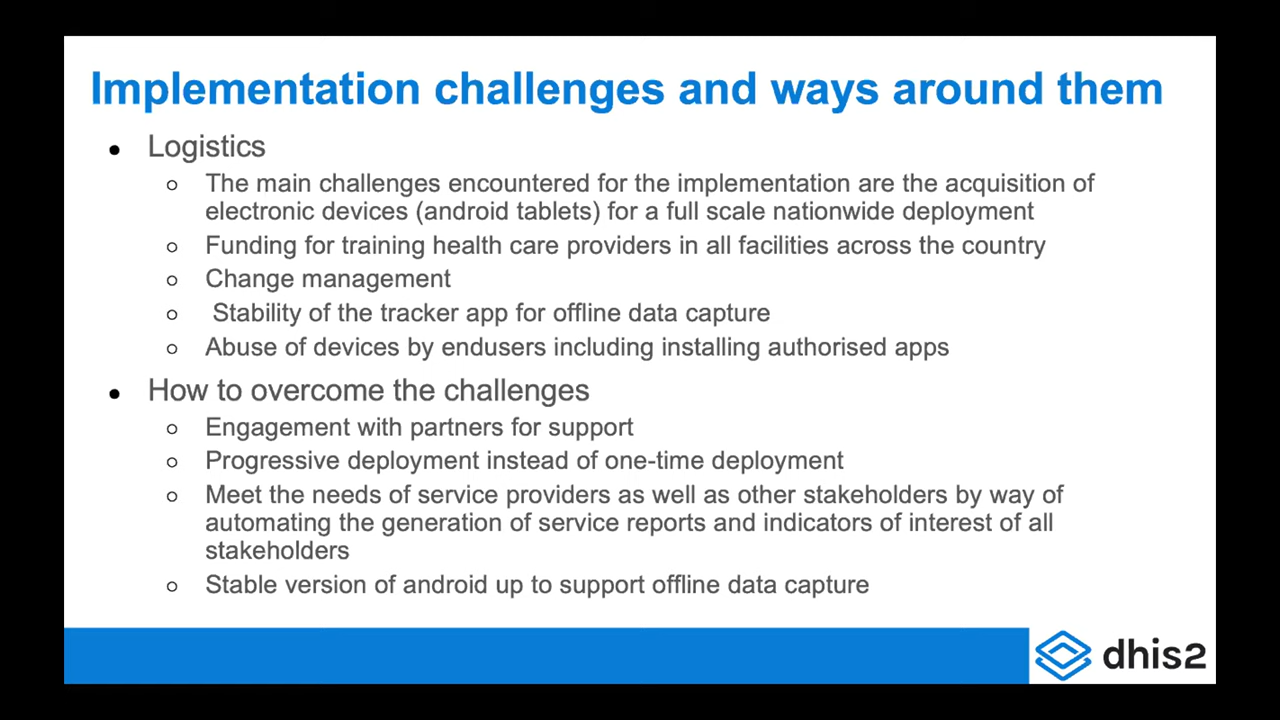 Implementation challenges and ways around them
● Logistics
○ The main challenges encountered for the implementation are the acquisition of
electronic devices (android tablets) for a full scale nationwide deployment
○ Funding for training health care providers in all facilities across the country
○ Change management
○ Stability of the tracker app for offline data capture
○ Abuse of devices by endusers including installing authorised apps
● How to overcome the challenges
○ Engagement with partners for support
○ Progressive deployment instead of one-time deployment
○ Meet the needs of service providers as well as other stakeholders by way of
automating the generation of service reports and indicators of interest of all
stakeholders
○ Stable version of android up to support offline data capture
dhis2